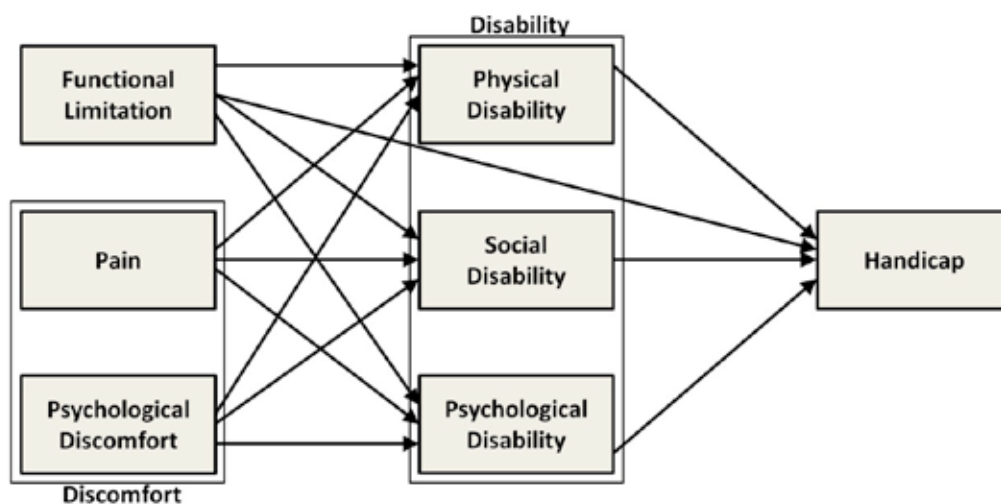 Disability
Functional
Limitation
Physical
Disability
Pain
Social
Disability
Handicap
Psychological
Discomfort
Psychological
Disability
Discomfort